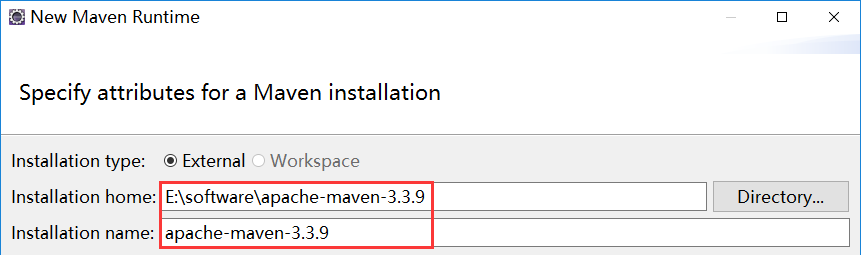 New Maven Runtime
Specify attributes for a Maven installation
Installation type: External Workspace
Installation home: E:\software\apache-maven-3.3.9 Directory...
Installation name: apache-maven-3.3.9